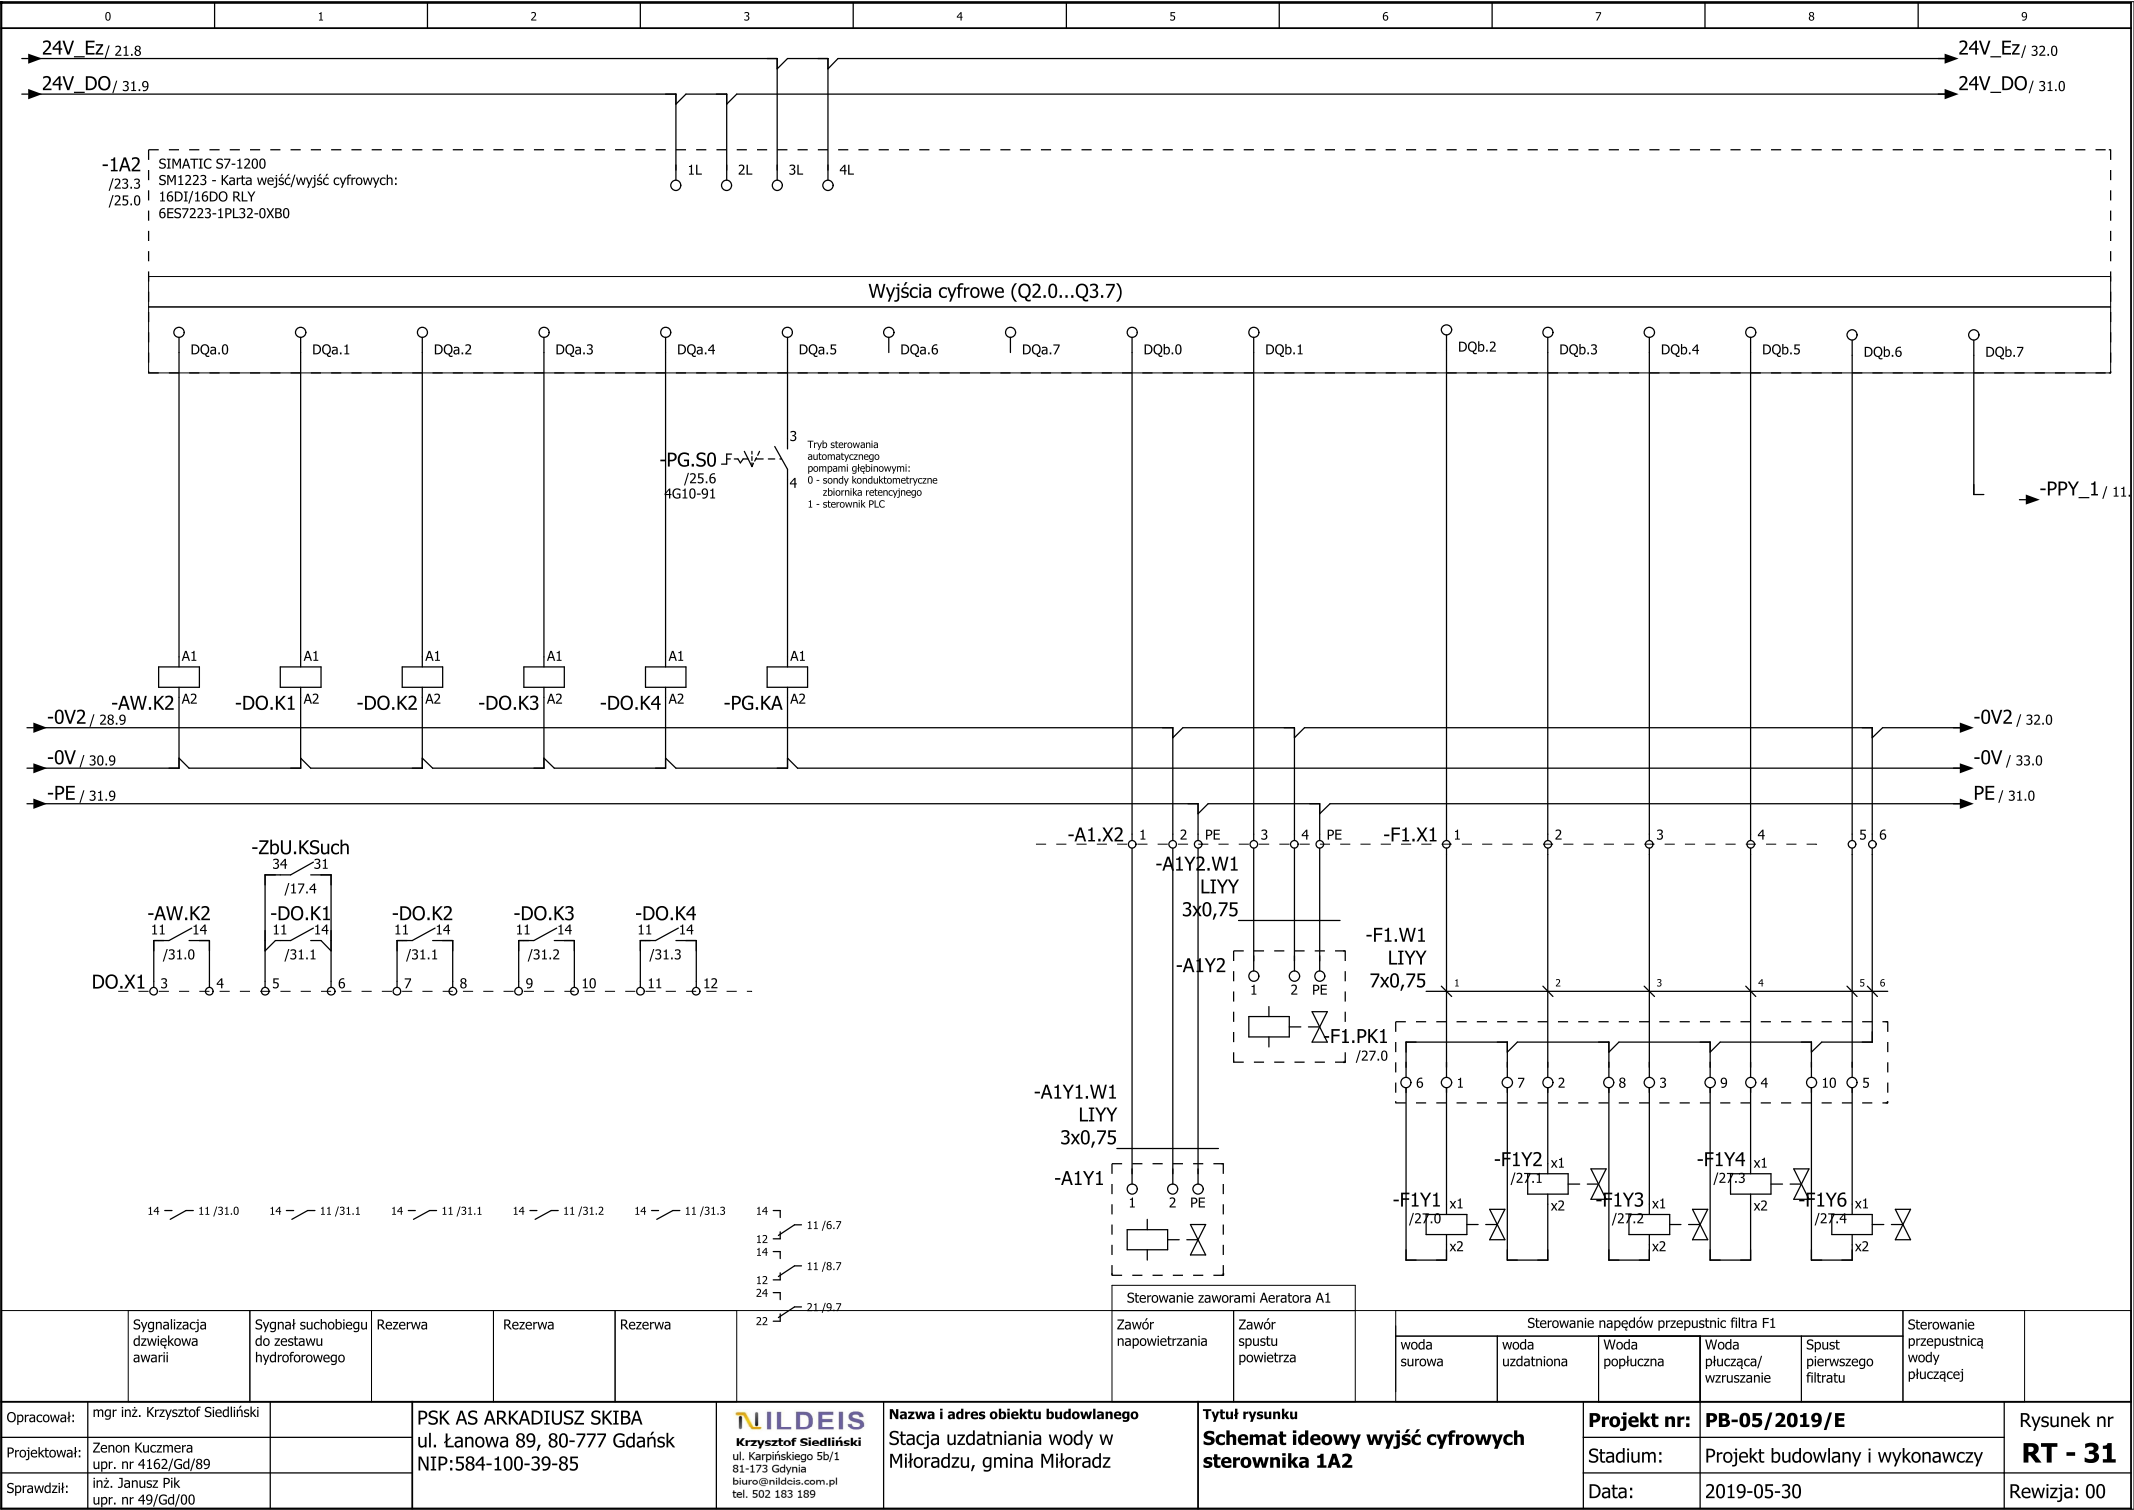 0 1 2 3 4 5 6 7 8 9
24V_Ez/ 21.8
24V_Ez/ 32.0
24V_DO/ 31.9
24V_DO/ 31.0
-1A2
/23.3
/25.0
SIMATIC S7-1200
SM1223 - Karta wejść/wyjść cyfrowych:
16DI/16DO RLY
6ES7223-1PL32-0XB0
1L 2L 3L 4L
Wyjścia cyfrowe (Q2.0...Q3.7)
DQa.0 DQa.1 DQa.2 DQa.3 DQa.4 DQa.5 DQa.6 DQa.7 DQb.0 DQb.1 DQb.2 DQb.3 DQb.4 DQb.5 DQb.6 DQb.7
-PG.S0
/25.6
4G10-91
3
4
Tryb sterowania
automatycznego
pompami głębinowymi:
0 - sondy konduktometryczne
zbiornika retencyjnego
1 - sterownik PLC
-PPY_1 / 11.
A1 A1 A1 A1 A1 A1
-AW.K2 A2 -DO.K1 A2 -DO.K2 A2 -DO.K3 A2 -DO.K4 A2 -PG.KA A2
-0V2 / 28.9
-0V2 / 32.0
-0V / 30.9
-0V / 33.0
-PE / 31.9
PE / 31.0
-A1.X2 1 2 PE 3 4 PE
-F1.X1 1 2 3 4 5 6
-ZbU.KSuch
34 31
/17.4
-AW.K2 -DO.K1 -DO.K2 -DO.K3 -DO.K4
11 14 11 14 11 14 11 14 11 14
/31.0 /31.1 /31.1 /31.2 /31.3
DO.X1 3 4 5 6 7 8 9 10 11 12
-A1Y2.W1
LIYY
3x0,75
-A1Y2
1 2 PE
-F1.W1
LIYY
7x0,75
1 2 3 4 5 6
-F1.PK1
/27.0
6 1 7 2 8 3 9 4 10 5
-A1Y1.W1
LIYY
3x0,75
-A1Y1
1 2 PE
-F1Y2 x1
/27.1
x2
-F1Y4 x1
/27.3
x2
-F1Y1 x1
/27.0
x2
-F1Y3 x1
/27.2
x2
-F1Y6 x1
/27.4
x2
14 11 /31.0 14 11 /31.1 14 11 /31.1 14 11 /31.2 14 11 /31.3
14
11 /6.7
12
14
11 /8.7
12
24
21 /9.7
22
Sterowanie zaworami Aeratora A1
Sygnalizacja
dzwiękowa
awarii
Sygnał suchobiegu
do zestawu
hydroforowego
Rezerwa
Rezerwa
Rezerwa
Zawór
napowietrzania
Zawór
spustu
powietrza
Sterowanie napędów przepustnic filtra F1
woda
surowa
woda
uzdatniona
Woda
popłuczna
Woda
płucząca/
wzruszanie
Spust
pierwszego
filtratu
Sterowanie
przepustnicą
wody
płuczącej
Opracował: mgr inż. Krzysztof Siedliński
Projektował: Zenon Kuczmera
upr. nr 4162/Gd/89
Sprawdził: inż. Janusz Pik
upr. nr 49/Gd/00
PSK AS ARKADIUSZ SKIBA
ul. Łanowa 89, 80-777 Gdańsk
NIP:584-100-39-85
NILDEIS
Krzysztof Siedliński
ul. Karpińskiego 5b/1
81-173 Gdynia
biuro@nildeis.com.pl
tel. 502 183 189
Nazwa i adres obiektu budowlanego
Stacja uzdatniania wody w
Miłoradzu, gmina Miłoradz
Tytuł rysunku
Schemat ideowy wyjść cyfrowych
sterownika 1A2
Projekt nr: PB-05/2019/E
Stadium: Projekt budowlany i wykonawczy
Data: 2019-05-30
Rysunek nr
RT - 31
Rewizja: 00